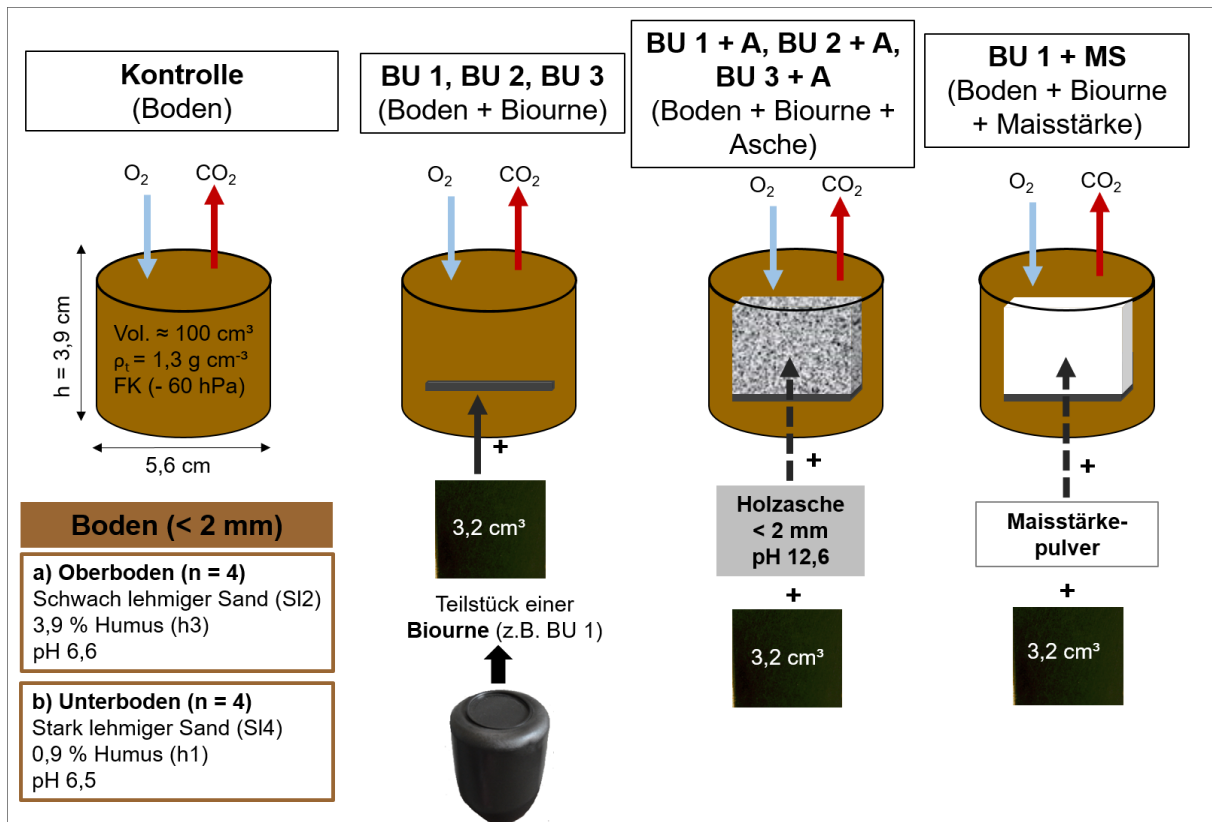 Kontrolle
(Boden)
BU 1, BU 2, BU 3
(Boden + Biourne)
BU 1 + A, BU 2 + A,
BU 3 + A
(Boden + Biourne +
Asche)
BU 1 + MS
(Boden + Biourne
+ Maisstärke)
O₂
CO₂
O₂
CO₂
O₂
CO₂
O₂
CO₂
h = 3,9 cm
Vol. ≈ 100 cm³
ρₜ = 1,3 g cm⁻³
FK (- 60 hPa)
5,6 cm
+
3,2 cm³
Teilstück einer
Biourne (z.B. BU 1)
+
Holzasche
< 2 mm
pH 12,6
+
3,2 cm³
+
Maisstärke-
pulver
+
3,2 cm³
Boden (< 2 mm)
a) Oberboden (n = 4)
Schwach lehmiger Sand (Sl2)
3,9 % Humus (h3)
pH 6,6
b) Unterboden (n = 4)
Stark lehmiger Sand (Sl4)
0,9 % Humus (h1)
pH 6,5